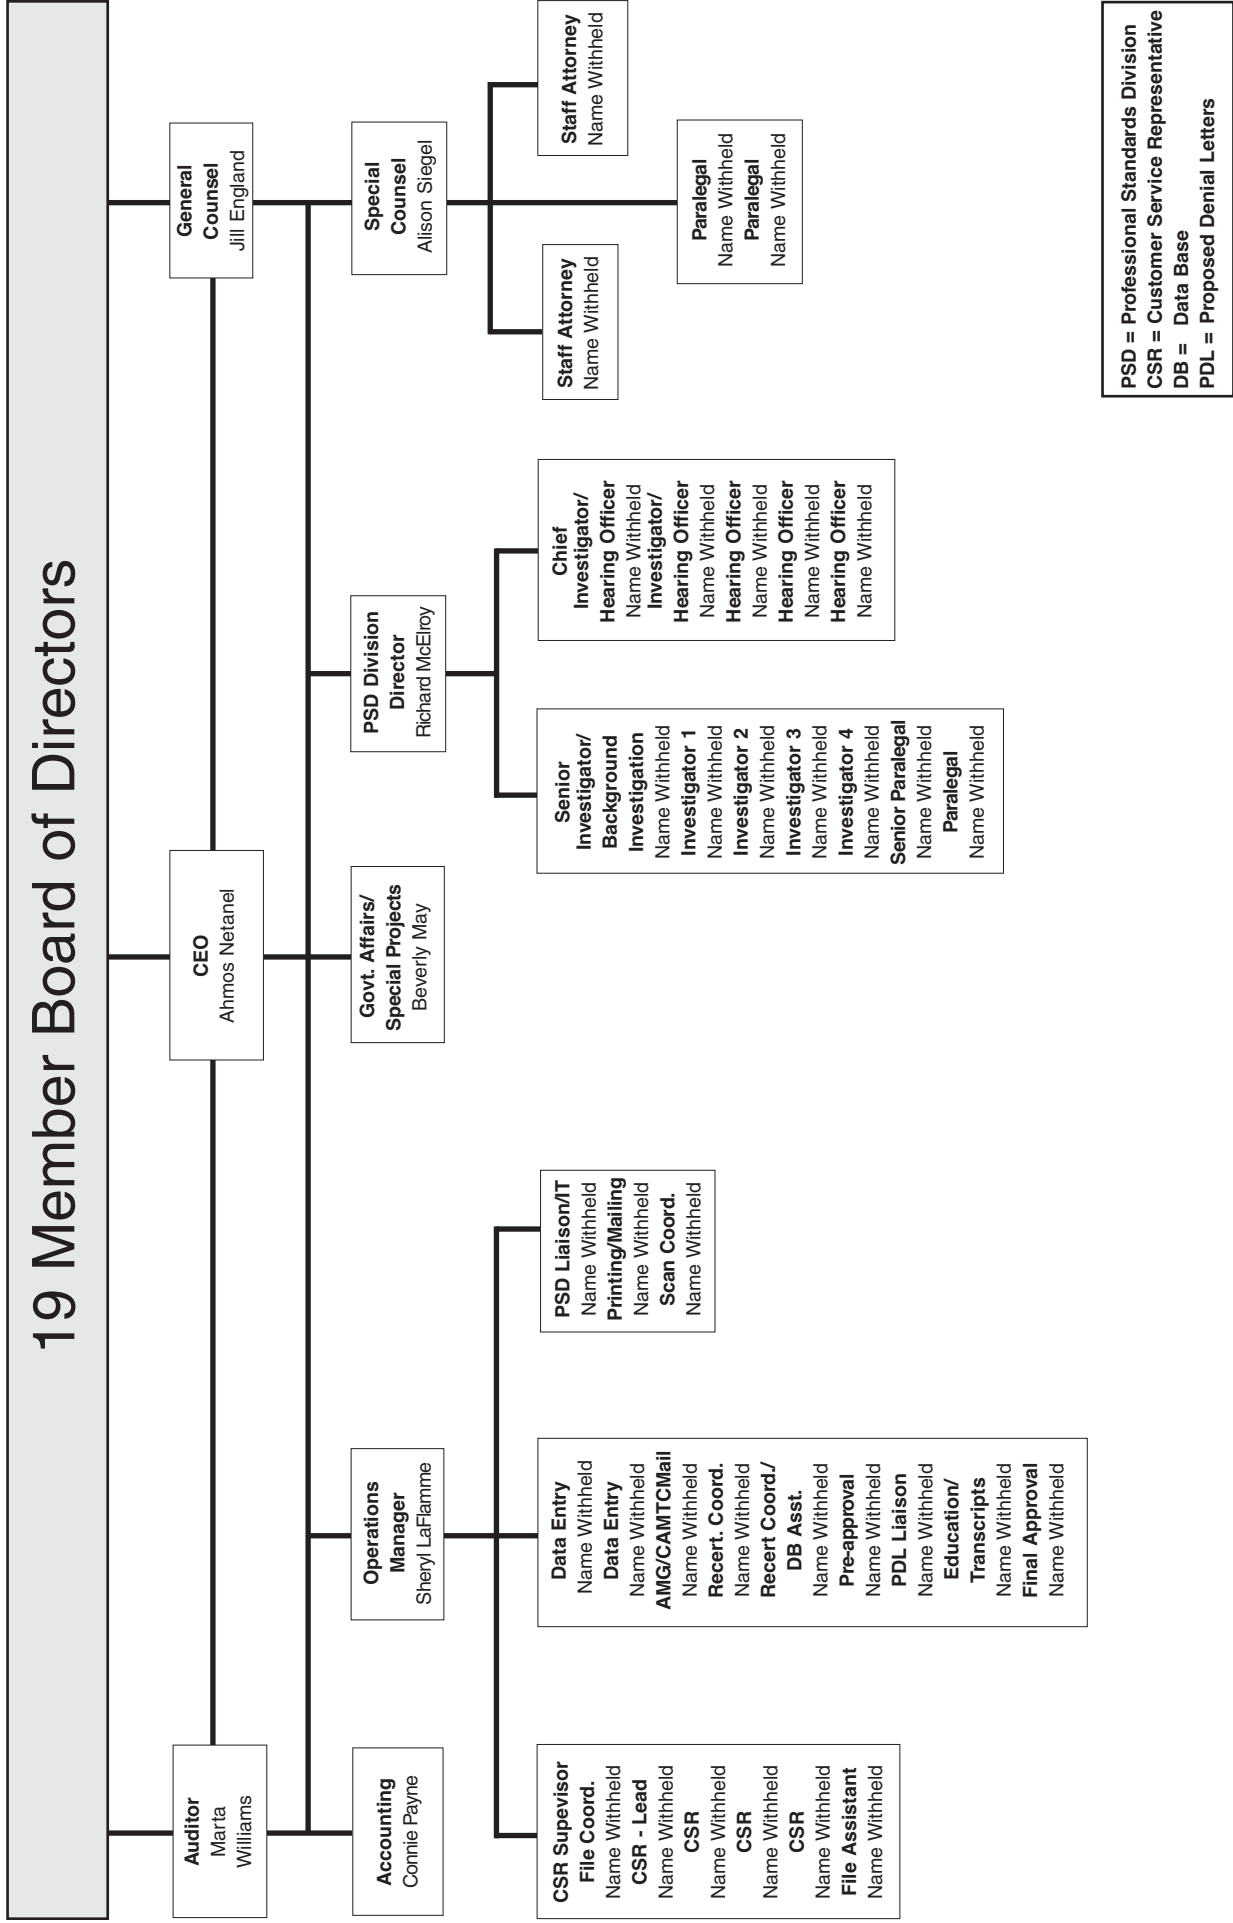 19 Member Board of Directors
Auditor
Marta
Williams
CEO
Ahmos Netanel
General
Counsel
Jill England
Accounting
Connie Payne
Operations
Manager
Sheryl LaFlamme
Govt. Affairs/
Special Projects
Beverly May
PSD Division
Director
Richard McElroy
Special
Counsel
Alison Siegel
CSR Supevisor
File Coord.
Name Withheld
CSR - Lead
Name Withheld
CSR
Name Withheld
CSR
Name Withheld
CSR
Name Withheld
File Assistant
Name Withheld
Data Entry
Name Withheld
Data Entry
Name Withheld
AMG/CAMTCMail
Name Withheld
Recert. Coord.
Name Withheld
Recert Coord./
DB Asst.
Name Withheld
Pre-approval
Name Withheld
PDL Liaison
Name Withheld
Education/
Transcripts
Name Withheld
Final Approval
Name Withheld
PSD Liaison/IT
Name Withheld
Printing/Mailing
Name Withheld
Scan Coord.
Name Withheld
Senior
Investigator/
Background
Investigation
Name Withheld
Investigator 1
Name Withheld
Investigator 2
Name Withheld
Investigator 3
Name Withheld
Investigator 4
Name Withheld
Senior Paralegal
Name Withheld
Paralegal
Name Withheld
Chief
Investigator/
Hearing Officer
Name Withheld
Investigator/
Hearing Officer
Name Withheld
Hearing Officer
Name Withheld
Hearing Officer
Name Withheld
Hearing Officer
Name Withheld
Staff Attorney
Name Withheld
Staff Attorney
Name Withheld
Paralegal
Name Withheld
Paralegal
Name Withheld
PSD = Professional Standards Division
CSR = Customer Service Representative
DB = Data Base
PDL = Proposed Denial Letters